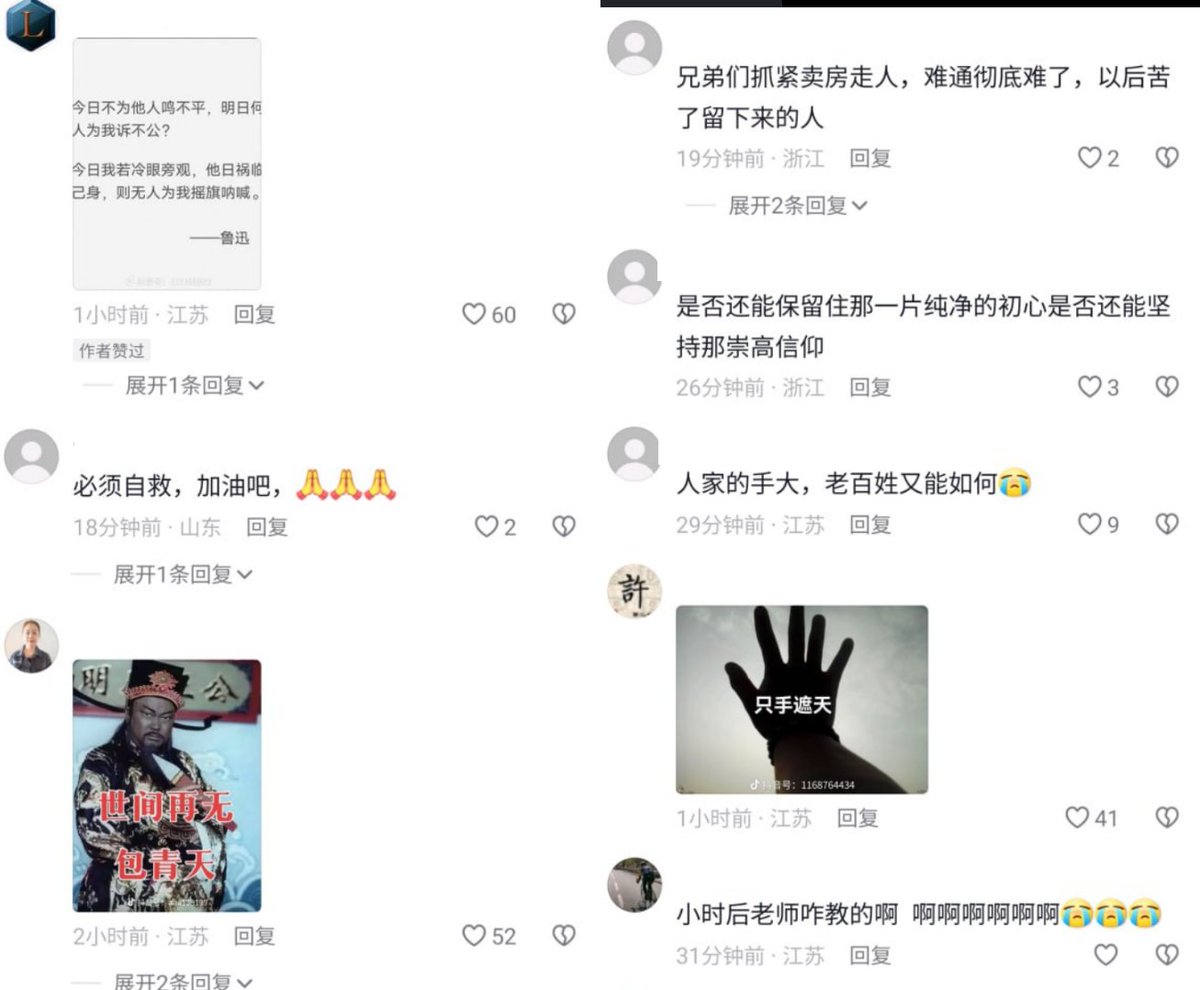 L
今日不为他人鸣不平，明日何
人为我诉不公？
今日我若冷眼旁观，他日祸临
己身，则无人为我摇旗呐喊。
——鲁迅
1小时前 · 江苏 回复
60
作者赞过
展开1条回复
必须自救，加油吧，🙏🙏🙏
18分钟前 · 山东 回复
2
展开1条回复
明
公
世间再无
包青天
2小时前 · 江苏 回复
52
展开2条回复
兄弟们抓紧卖房走人，难通彻底难了，以后苦
了留下来的人
19分钟前 · 浙江 回复
2
展开2条回复
是否还能保留住那一片纯净的初心是否还能坚
持那崇高信仰
26分钟前 · 浙江 回复
3
人家的手大，老百姓又能如何😭
29分钟前 · 江苏 回复
9
許
只手遮天
抖音号：1168764434
1小时前 · 江苏 回复
41
小时后老师咋教的啊 啊啊啊啊啊啊😭😭😭
31分钟前 · 江苏 回复